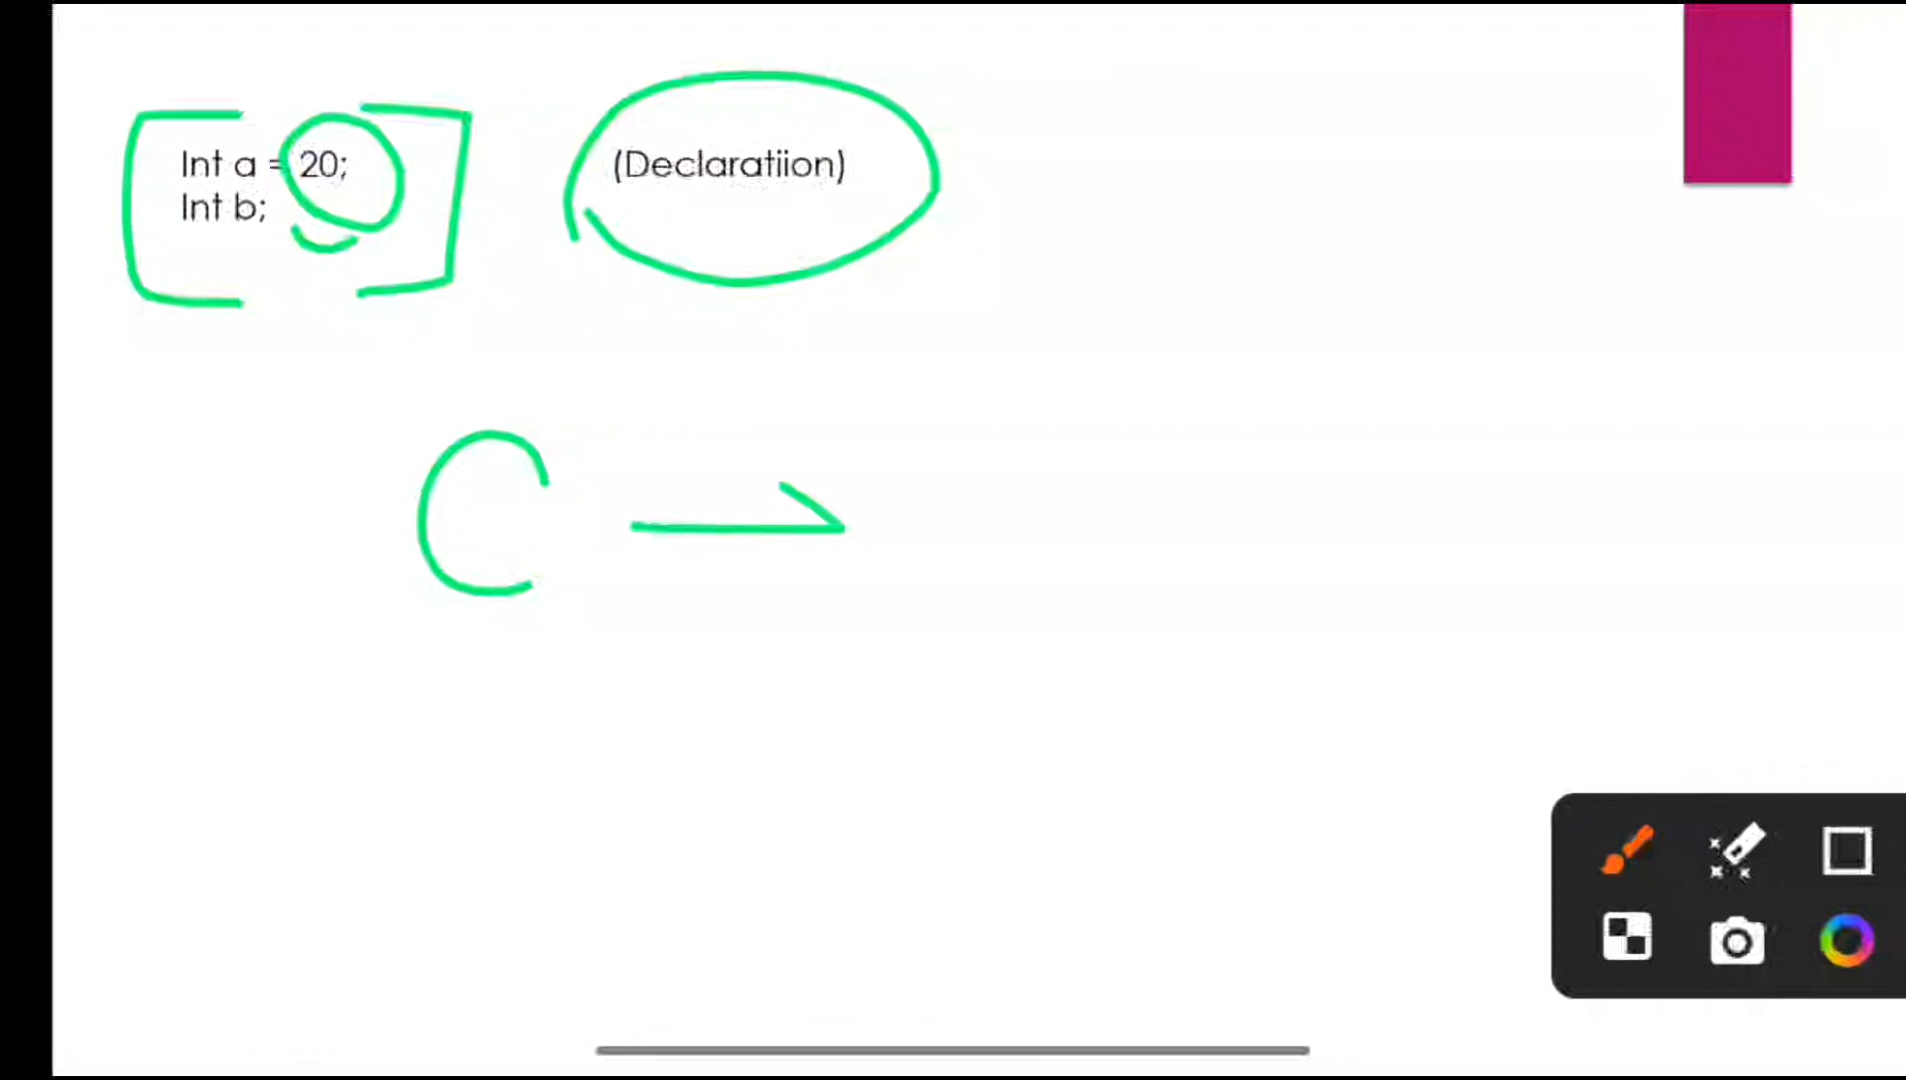 Int a = 20;
(Declaratiion)
Int b;
C →